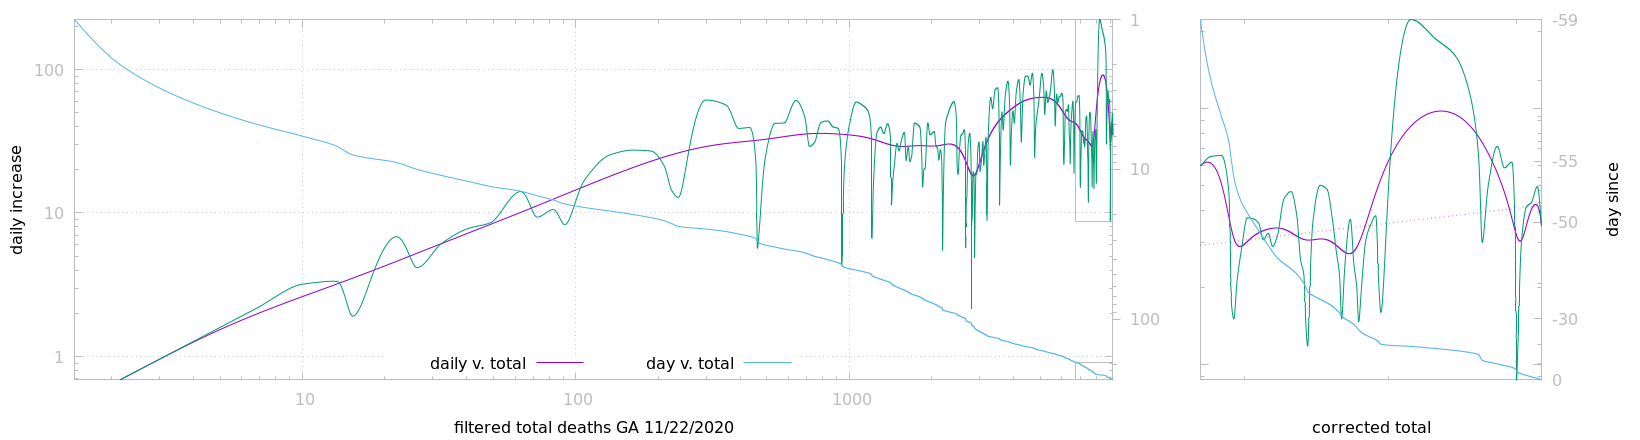 daily increase
100
10
1
10
100
1000
1
10
100
daily v. total
day v. total
filtered total deaths GA 11/22/2020
-59
-55
-50
-30
0
day since
corrected total